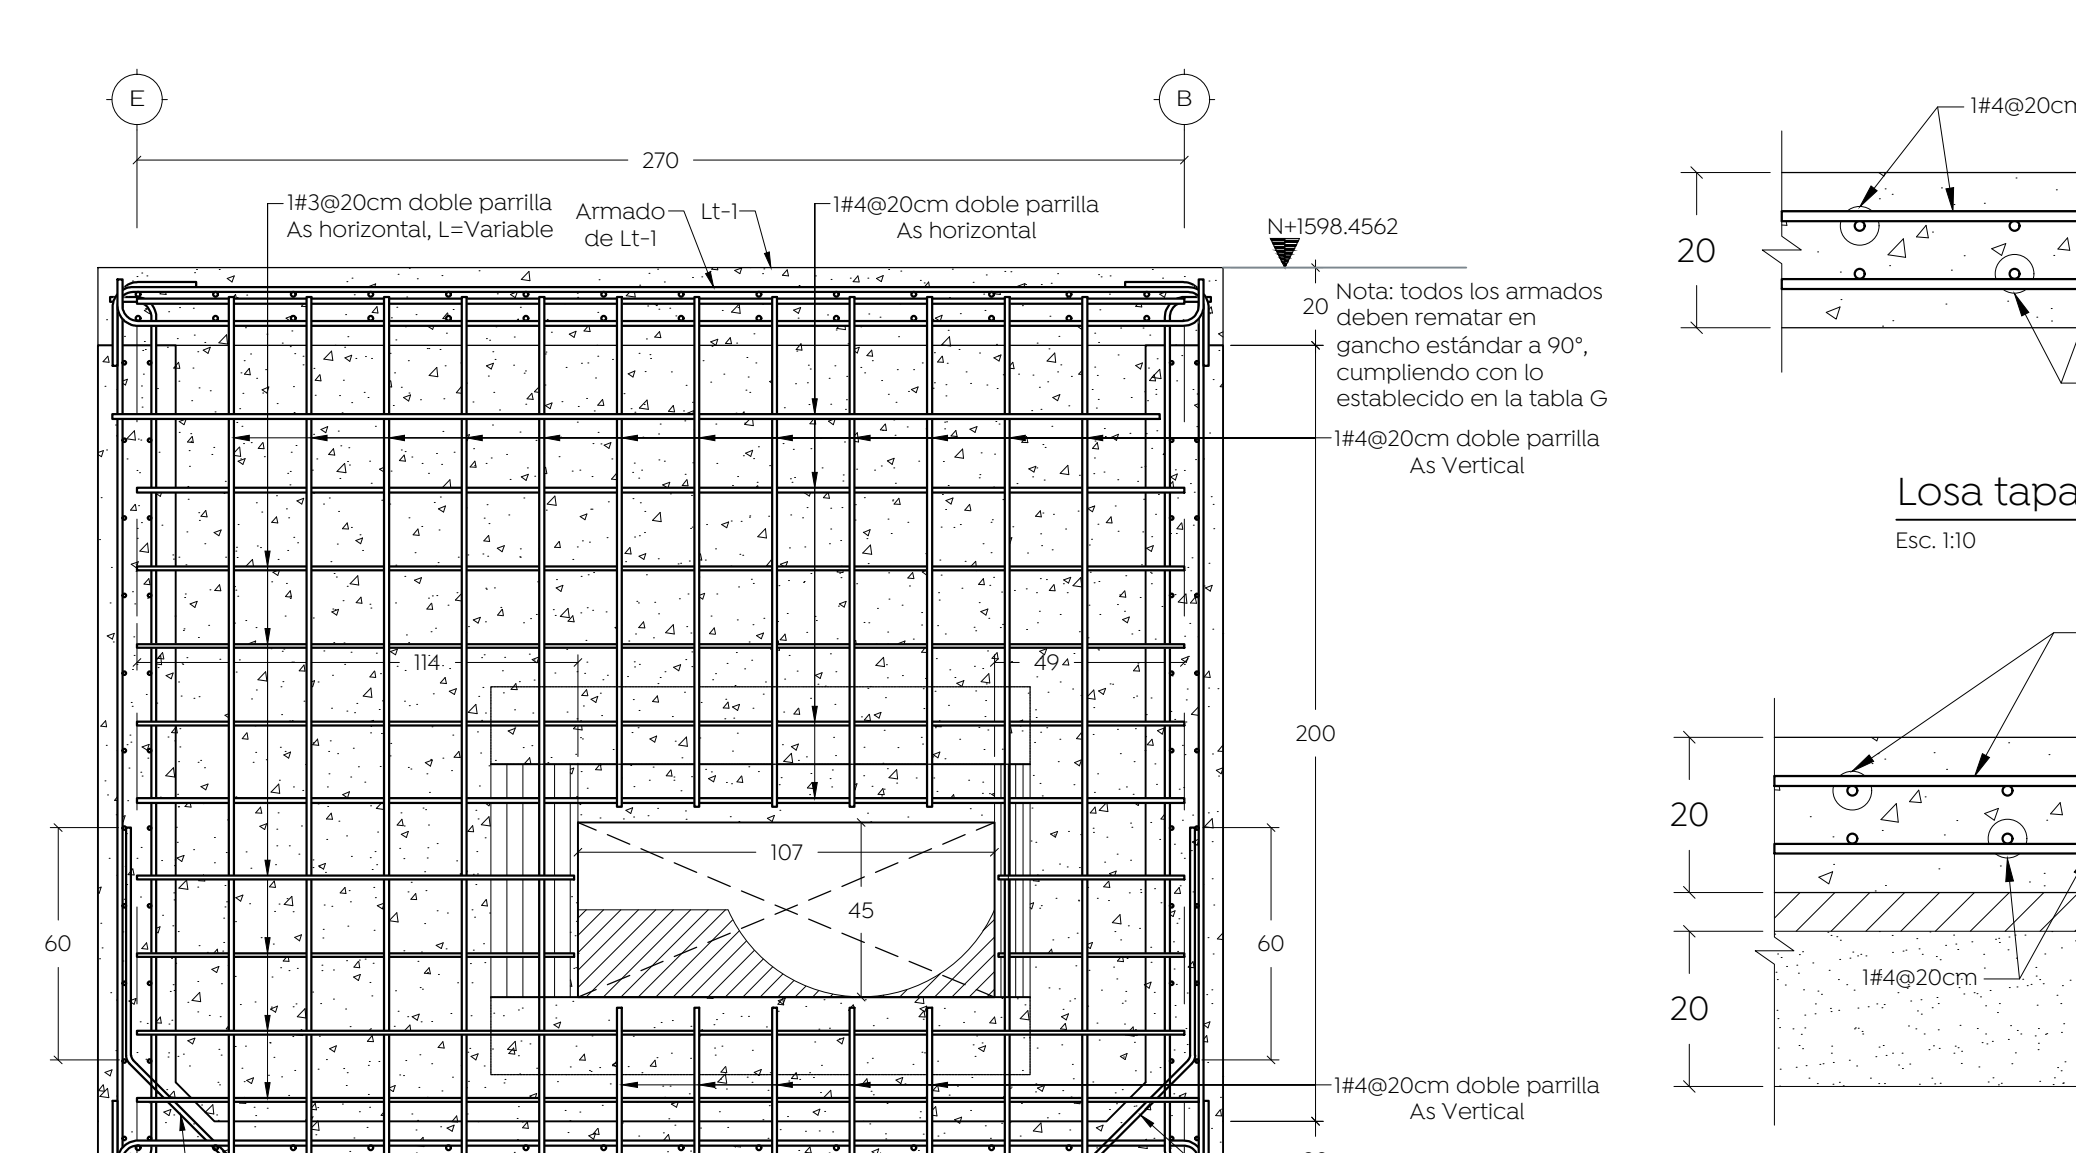 E
B
270
1#3@20cm doble parrilla
As horizontal, L=Variable
Armado
de Lt-1
Lt-1
1#4@20cm doble parrilla
As horizontal
N+1598.4562
20
Nota: todos los armados
deben rematar en
gancho estándar a 90°,
cumpliendo con lo
establecido en la tabla G
1#4@20cm doble parrilla
As Vertical
114
49
200
107
45
60
60
1#4@20cm doble parrilla
As Vertical
1#4@20cm
20
Losa tapa
Esc. 1:10
20
20
1#4@20cm